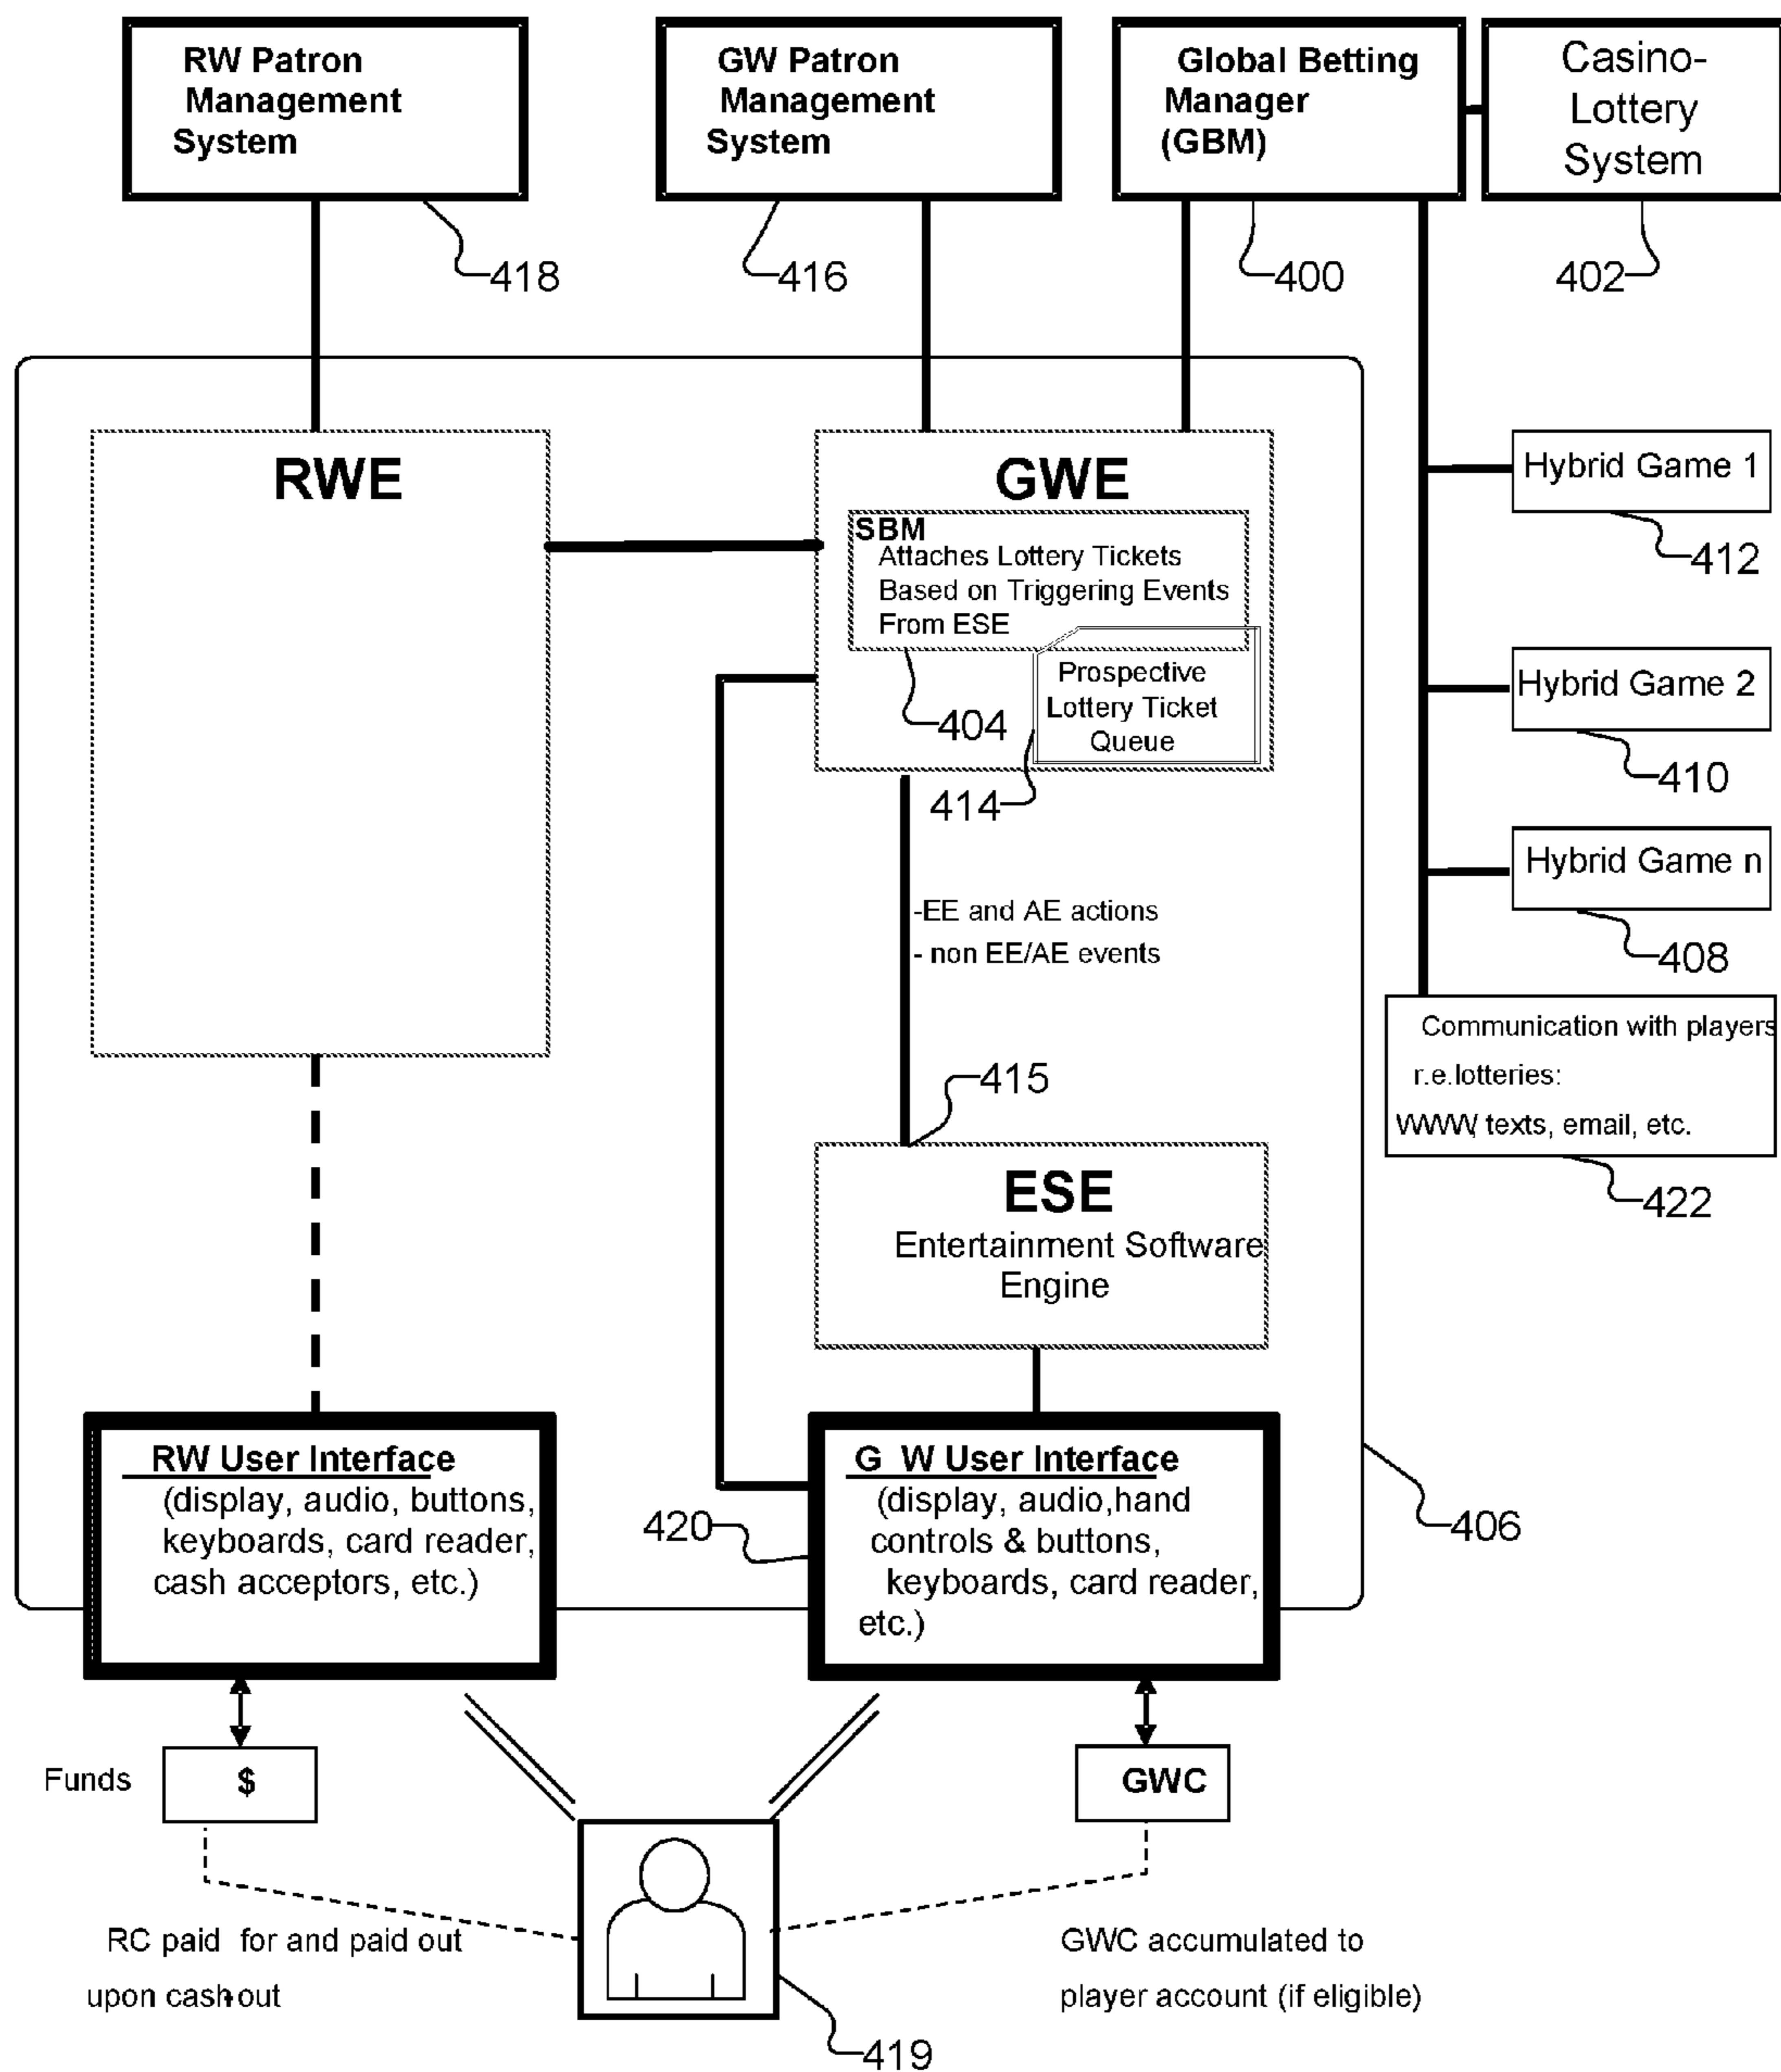 RW Patron
Management
System
GW Patron
Management
System
Global Betting
Manager
(GBM)
Casino-
Lottery
System
418
416
400
402
RWE
GWE
SBM
Attaches Lottery Tickets
Based on Triggering Events
From ESE
Prospective
Lottery Ticket
Queue
404
414
Hybrid Game 1
412
Hybrid Game 2
410
Hybrid Game n
408
-EE and AE actions
- non EE/AE events
Communication with players
r.e.lotteries:
WWW, texts, email, etc.
422
415
ESE
Entertainment Software
Engine
RW User Interface
(display, audio, buttons,
keyboards, card reader,
cash acceptors, etc.)
G W User Interface
(display, audio,hand
controls & buttons,
keyboards, card reader,
etc.)
420
406
Funds
$
GWC
RC paid for and paid out
upon cash-out
GWC accumulated to
player account (if eligible)
419